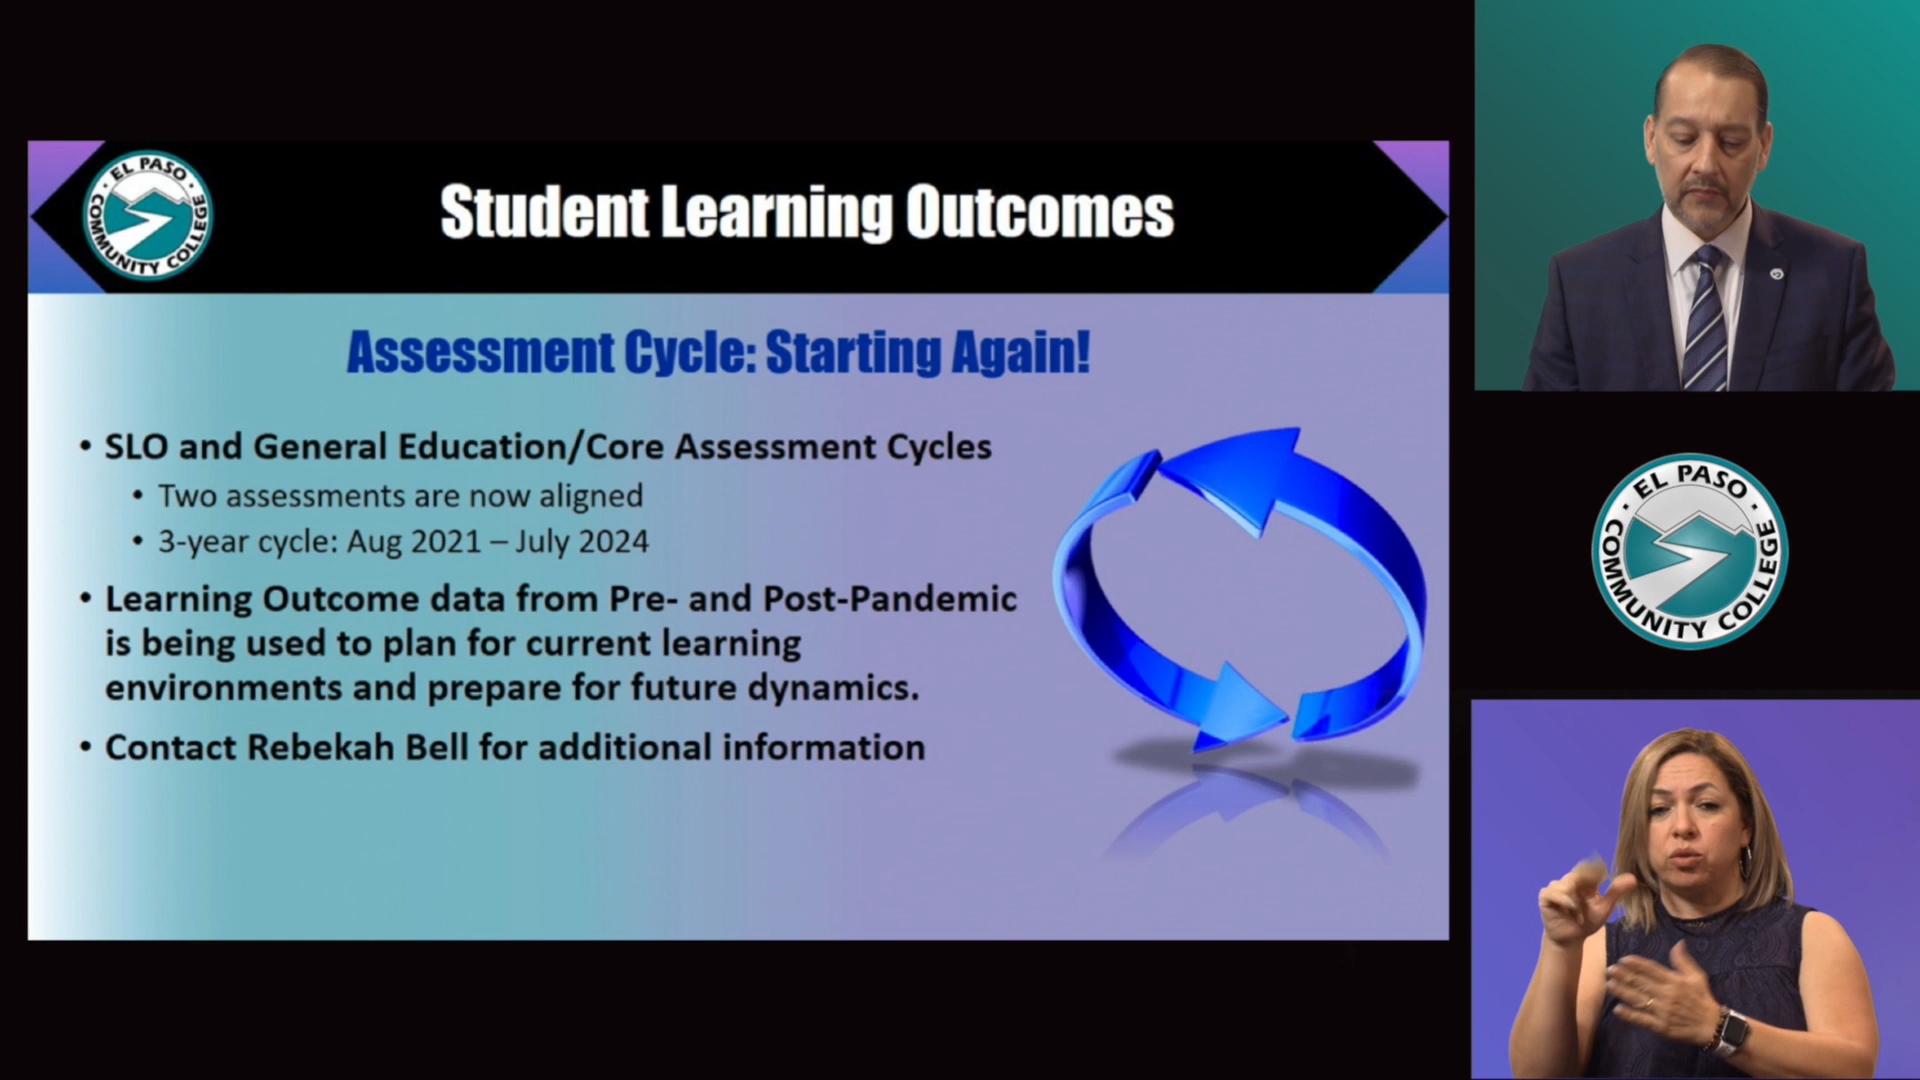 EL PASO COMMUNITY COLLEGE
Student Learning Outcomes
Assessment Cycle: Starting Again!
• SLO and General Education/Core Assessment Cycles
• Two assessments are now aligned
• 3-year cycle: Aug 2021 – July 2024
• Learning Outcome data from Pre- and Post-Pandemic
is being used to plan for current learning
environments and prepare for future dynamics.
• Contact Rebekah Bell for additional information
EL PASO COMMUNITY COLLEGE